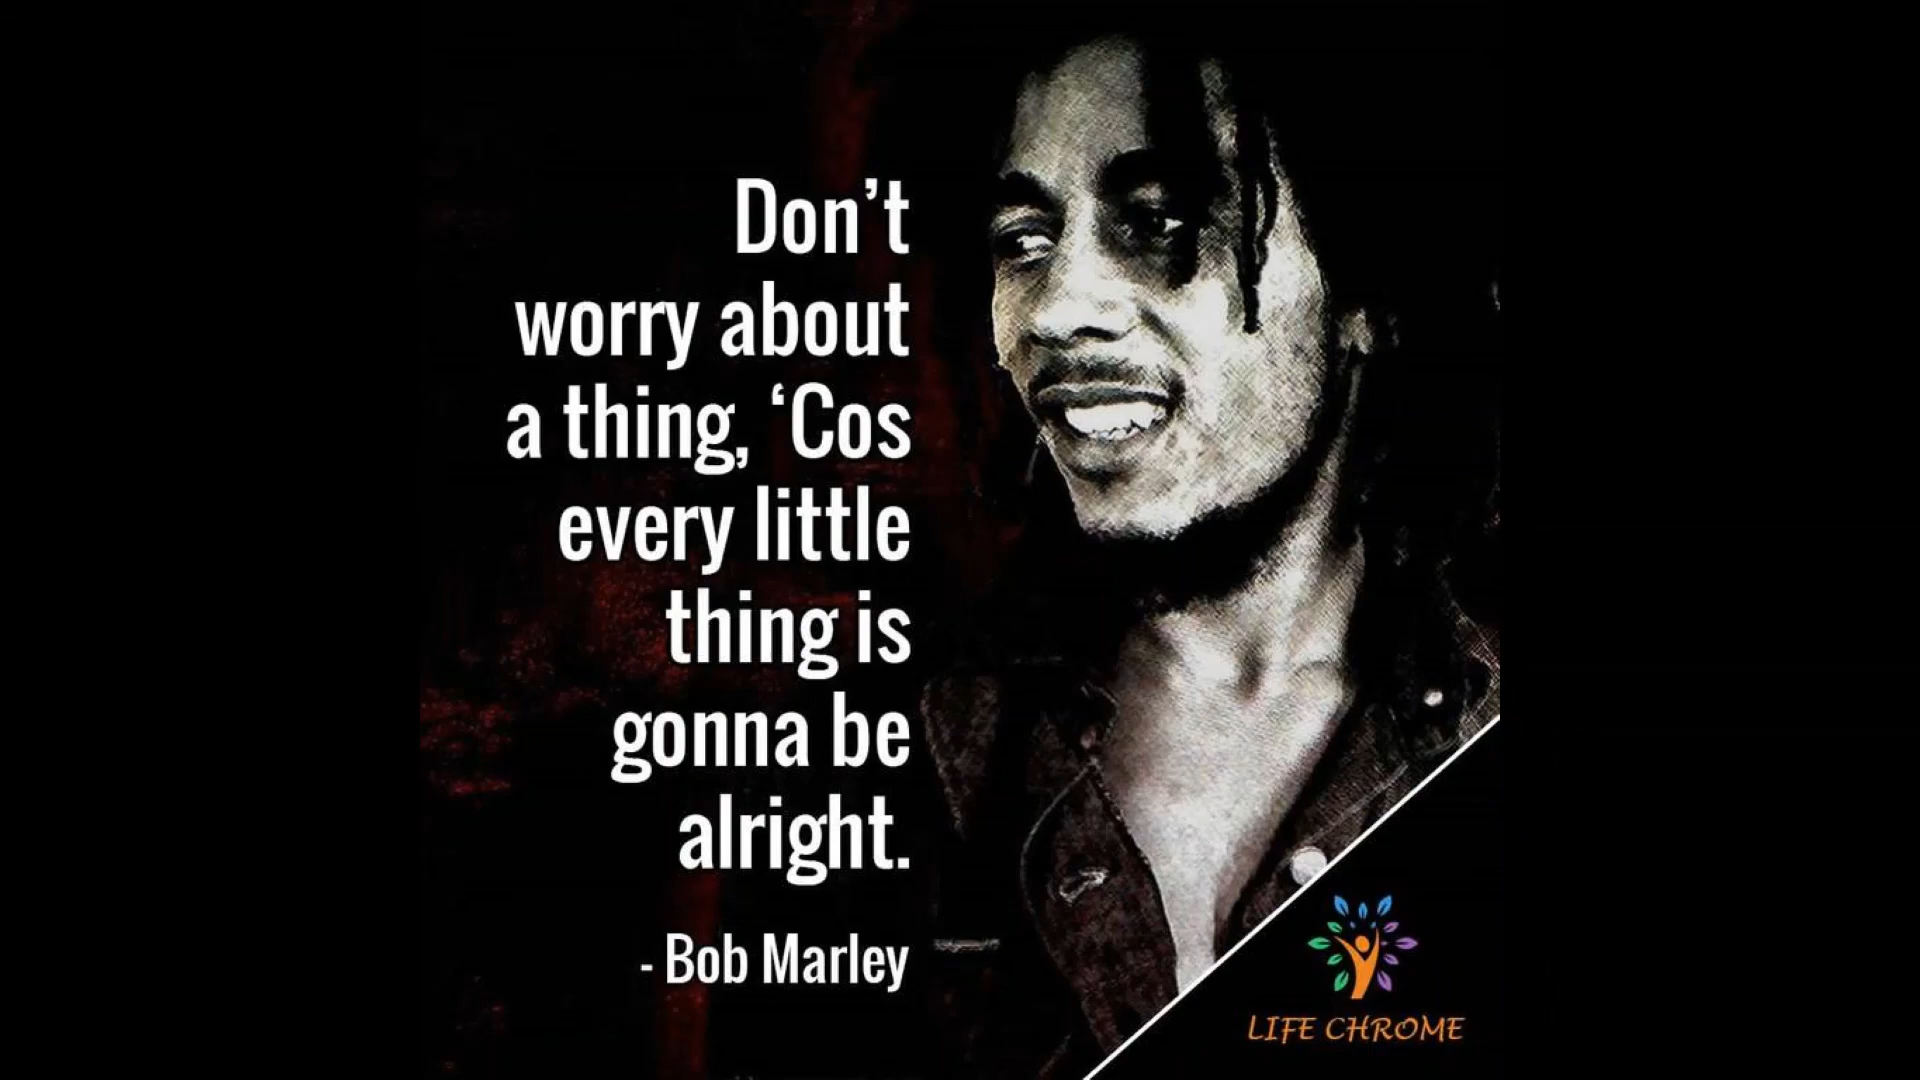 Don’t
worry about
a thing, ‘Cos
every little
thing is
gonna be
alright.
- Bob Marley
LIFE CHROME